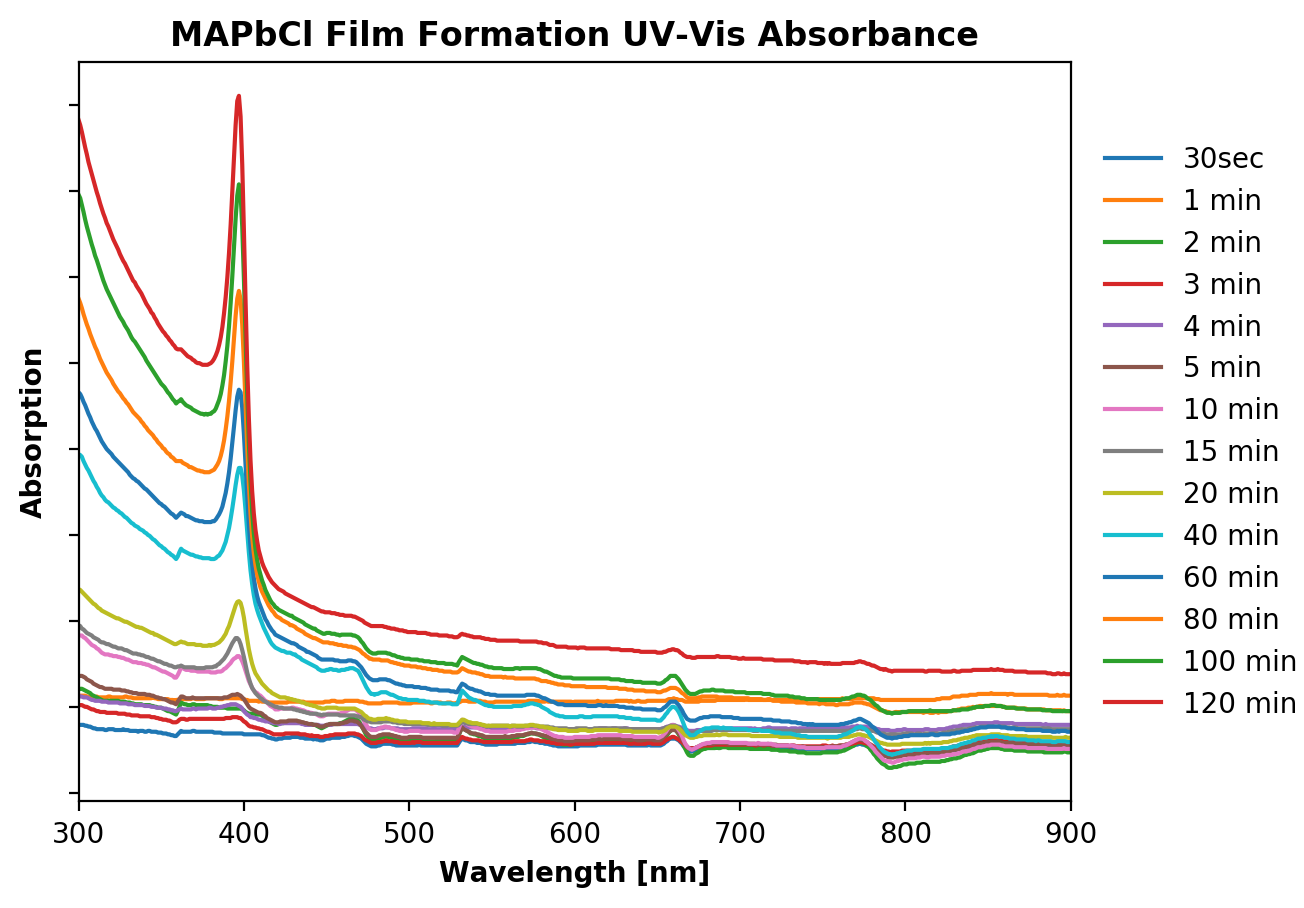 MAPbCl Film Formation UV-Vis Absorbance
Absorption
300 400 500 600 700 800 900
Wavelength [nm]
30sec
1 min
2 min
3 min
4 min
5 min
10 min
15 min
20 min
40 min
60 min
80 min
100 min
120 min